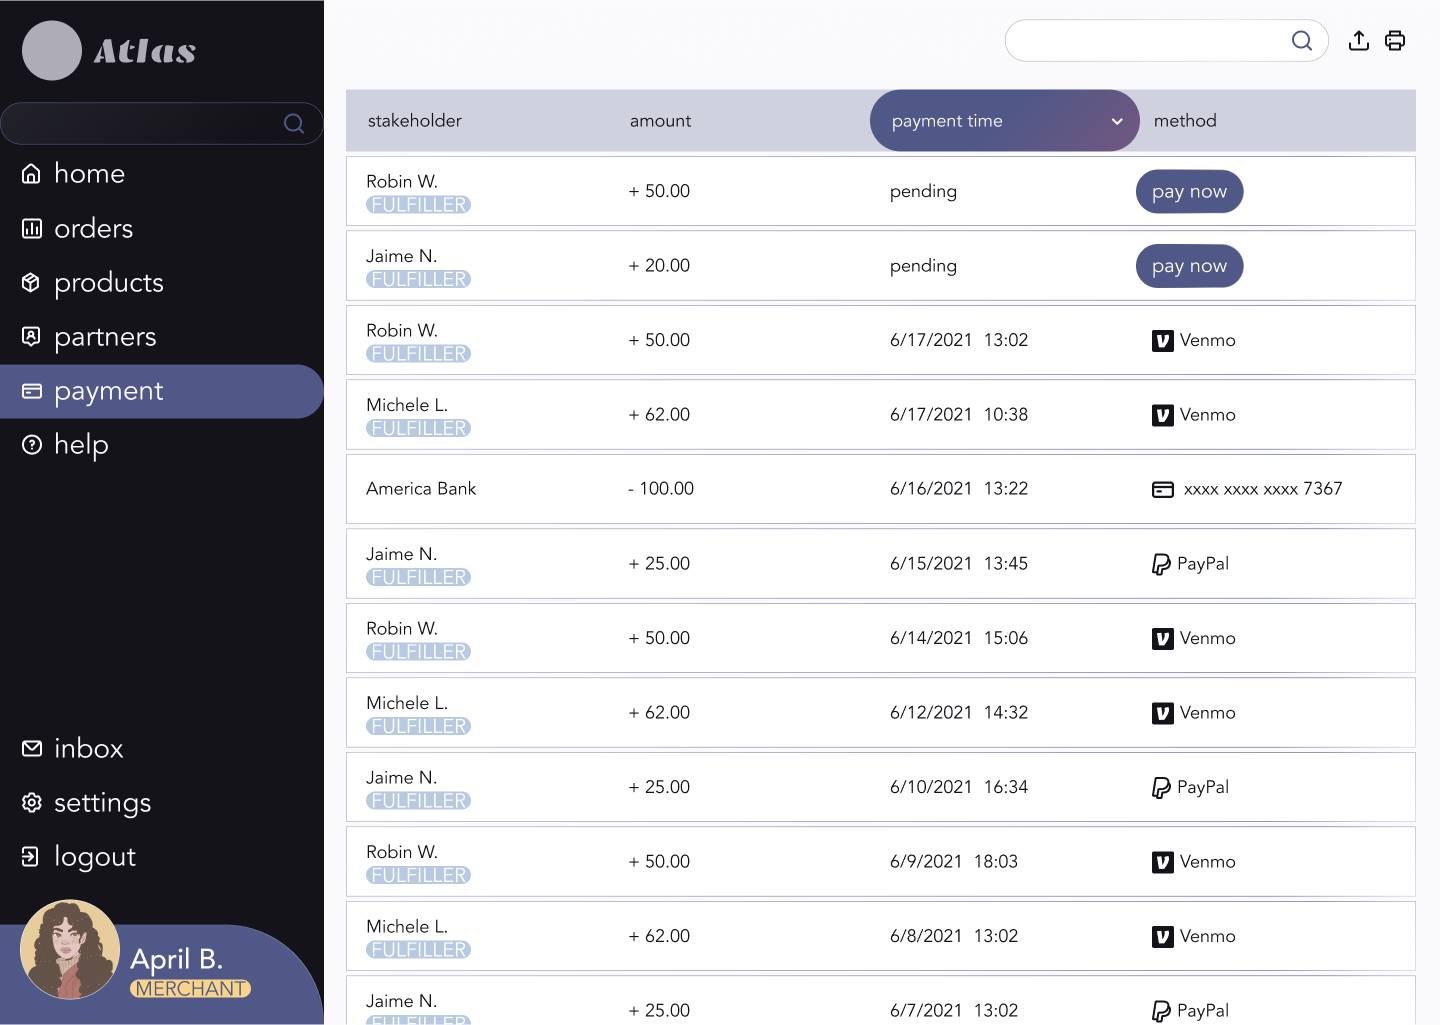 Atlas
home
orders
products
partners
payment
help
inbox
settings
logout
April B.
MERCHANT
stakeholder amount payment time method
Robin W.
FULFILLER
+ 50.00 pending pay now
Jaime N.
FULFILLER
+ 20.00 pending pay now
Robin W.
FULFILLER
+ 50.00 6/17/2021 13:02 Venmo
Michele L.
FULFILLER
+ 62.00 6/17/2021 10:38 Venmo
America Bank - 100.00 6/16/2021 13:22 xxxx xxxx xxxx 7367
Jaime N.
FULFILLER
+ 25.00 6/15/2021 13:45 PayPal
Robin W.
FULFILLER
+ 50.00 6/14/2021 15:06 Venmo
Michele L.
FULFILLER
+ 62.00 6/12/2021 14:32 Venmo
Jaime N.
FULFILLER
+ 25.00 6/10/2021 16:34 PayPal
Robin W.
FULFILLER
+ 50.00 6/9/2021 18:03 Venmo
Michele L.
FULFILLER
+ 62.00 6/8/2021 13:02 Venmo
Jaime N.
FULFILLER
+ 25.00 6/7/2021 13:02 PayPal